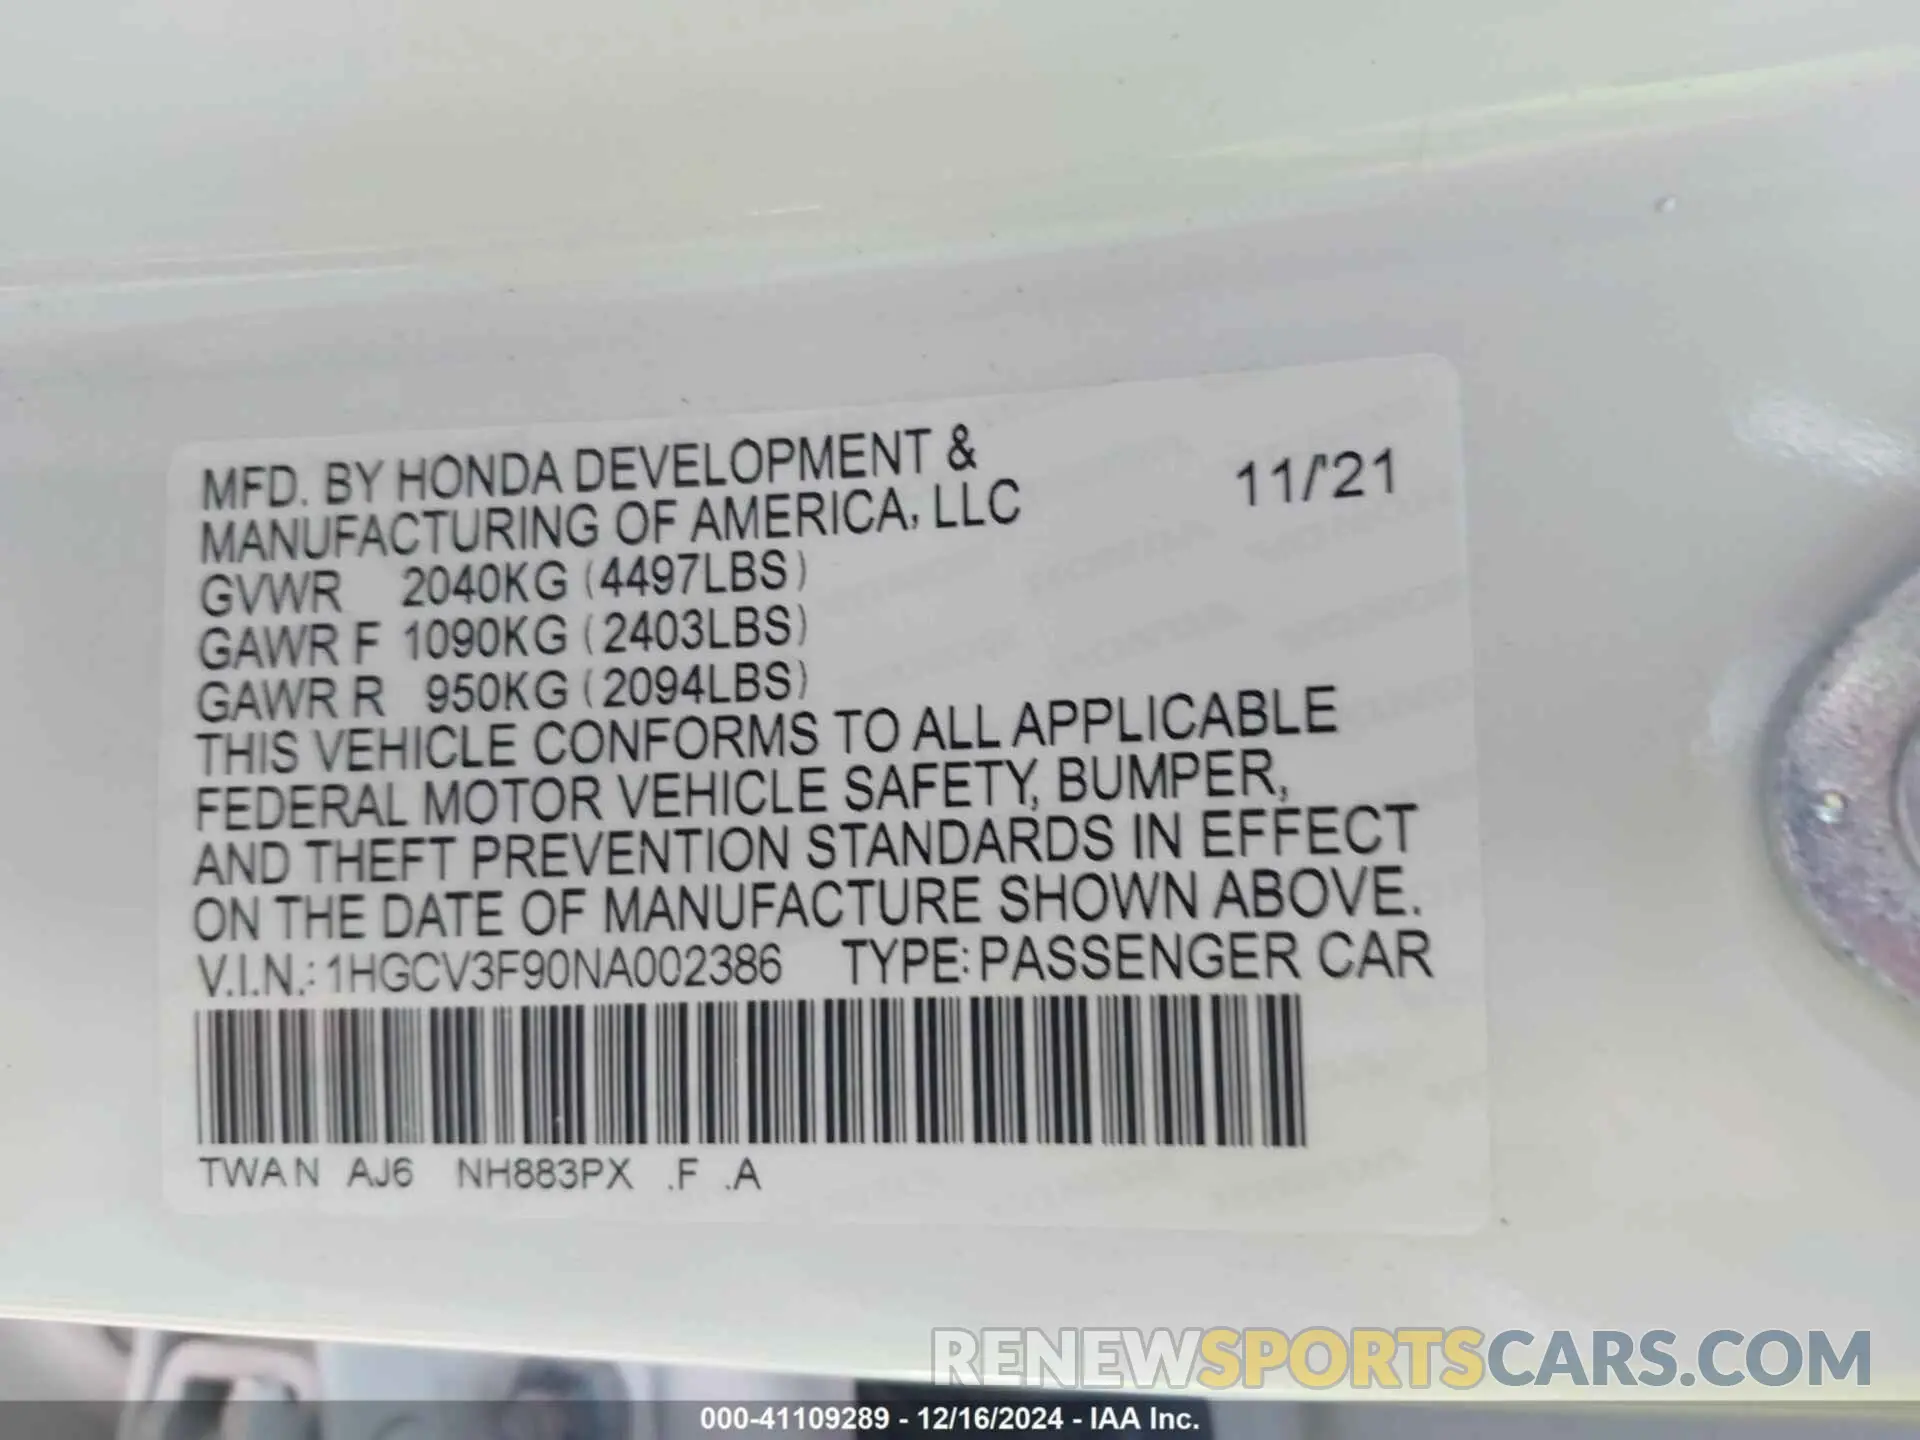 MFD. BY HONDA DEVELOPMENT & 11/'21
MANUFACTURING OF AMERICA, LLC
GVWR 2040KG (4497LBS)
GAWR F 1090KG (2403LBS)
GAWR R 950KG (2094LBS)
THIS VEHICLE CONFORMS TO ALL APPLICABLE
FEDERAL MOTOR VEHICLE SAFETY, BUMPER,
AND THEFT PREVENTION STANDARDS IN EFFECT
ON THE DATE OF MANUFACTURE SHOWN ABOVE.
V.I.N.: 1HGCV3F90NA002386 TYPE: PASSENGER CAR
TWAN AJ6 NH883PX .F .A
RENEWSPORTSCARS.COM
000-41109289 - 12/16/2024 - IAA Inc.